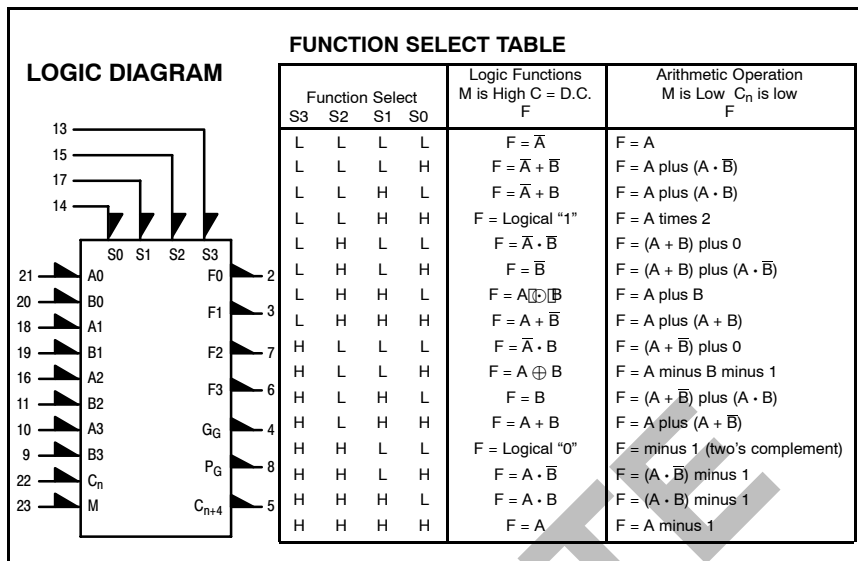 FUNCTION SELECT TABLE
LOGIC DIAGRAM
Function Select
S3 S2 S1 S0
Logic Functions
M is High C = D.C.
F
Arithmetic Operation
M is Low Cₙ is low
F
L L L L F = A̅ F = A
L L L H F = A̅ + B̅ F = A plus (A • B̅)
L L H L F = A̅ + B F = A plus (A • B)
L L H H F = Logical “1” F = A times 2
L H L L F = A̅ • B̅ F = (A + B) plus 0
L H L H F = B̅ F = (A + B) plus (A • B̅)
L H H L F = A ⊙ B F = A plus B
L H H H F = A + B̅ F = A plus (A + B)
H L L L F = A̅ • B F = (A + B̅) plus 0
H L L H F = A ⊕ B F = A minus B minus 1
H L H L F = B F = (A + B̅) plus (A • B)
H L H H F = A + B F = A plus (A + B̅)
H H L L F = Logical “0” F = minus 1 (two’s complement)
H H L H F = A • B̅ F = (A • B̅) minus 1
H H H L F = A • B F = (A • B) minus 1
H H H H F = A F = A minus 1
13
15
17
14
S0 S1 S2 S3
21 A0 F0 2
20 B0
18 A1 F1 3
19 B1 F2 7
16 A2
11 B2 F3 6
10 A3 G_G 4
9 B3
22 Cₙ P_G 8
23 M Cₙ₊₄ 5